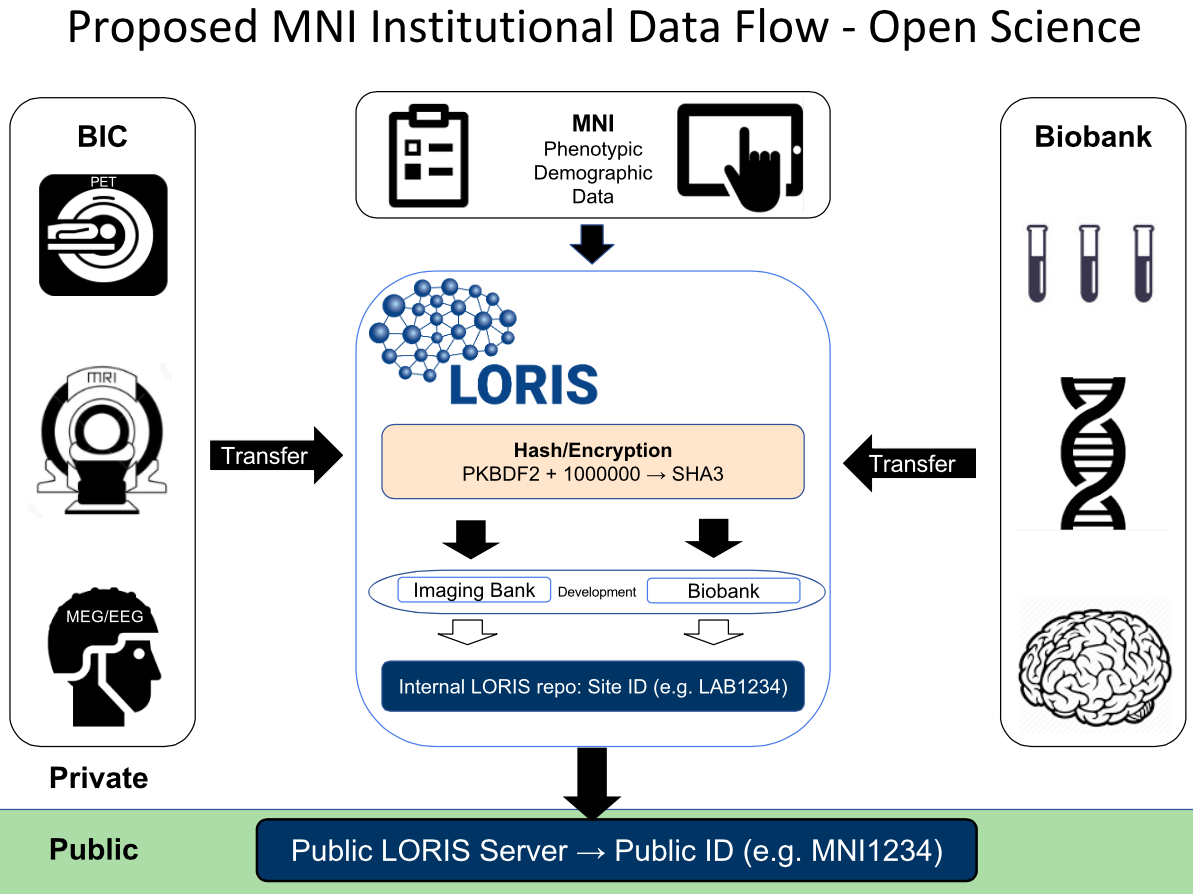 Proposed MNI Institutional Data Flow - Open Science
BIC
PET
MRI
MEG/EEG
MNI
Phenotypic
Demographic
Data
Biobank
LORIS
Transfer
Hash/Encryption
PKBDF2 + 1000000 → SHA3
Transfer
Imaging Bank
Development
Biobank
Internal LORIS repo: Site ID (e.g. LAB1234)
Private
Public
Public LORIS Server → Public ID (e.g. MNI1234)